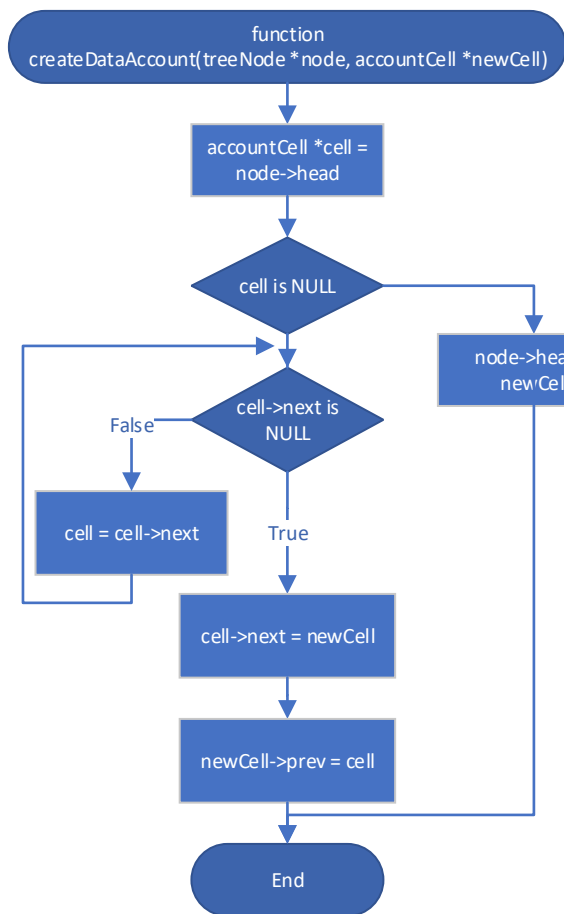 function
createDataAccount(treeNode *node, accountCell *newCell)
accountCell *cell =
node->head
cell is NULL
cell->next is
NULL
False
cell = cell->next
True
cell->next = newCell
newCell->prev = cell
End